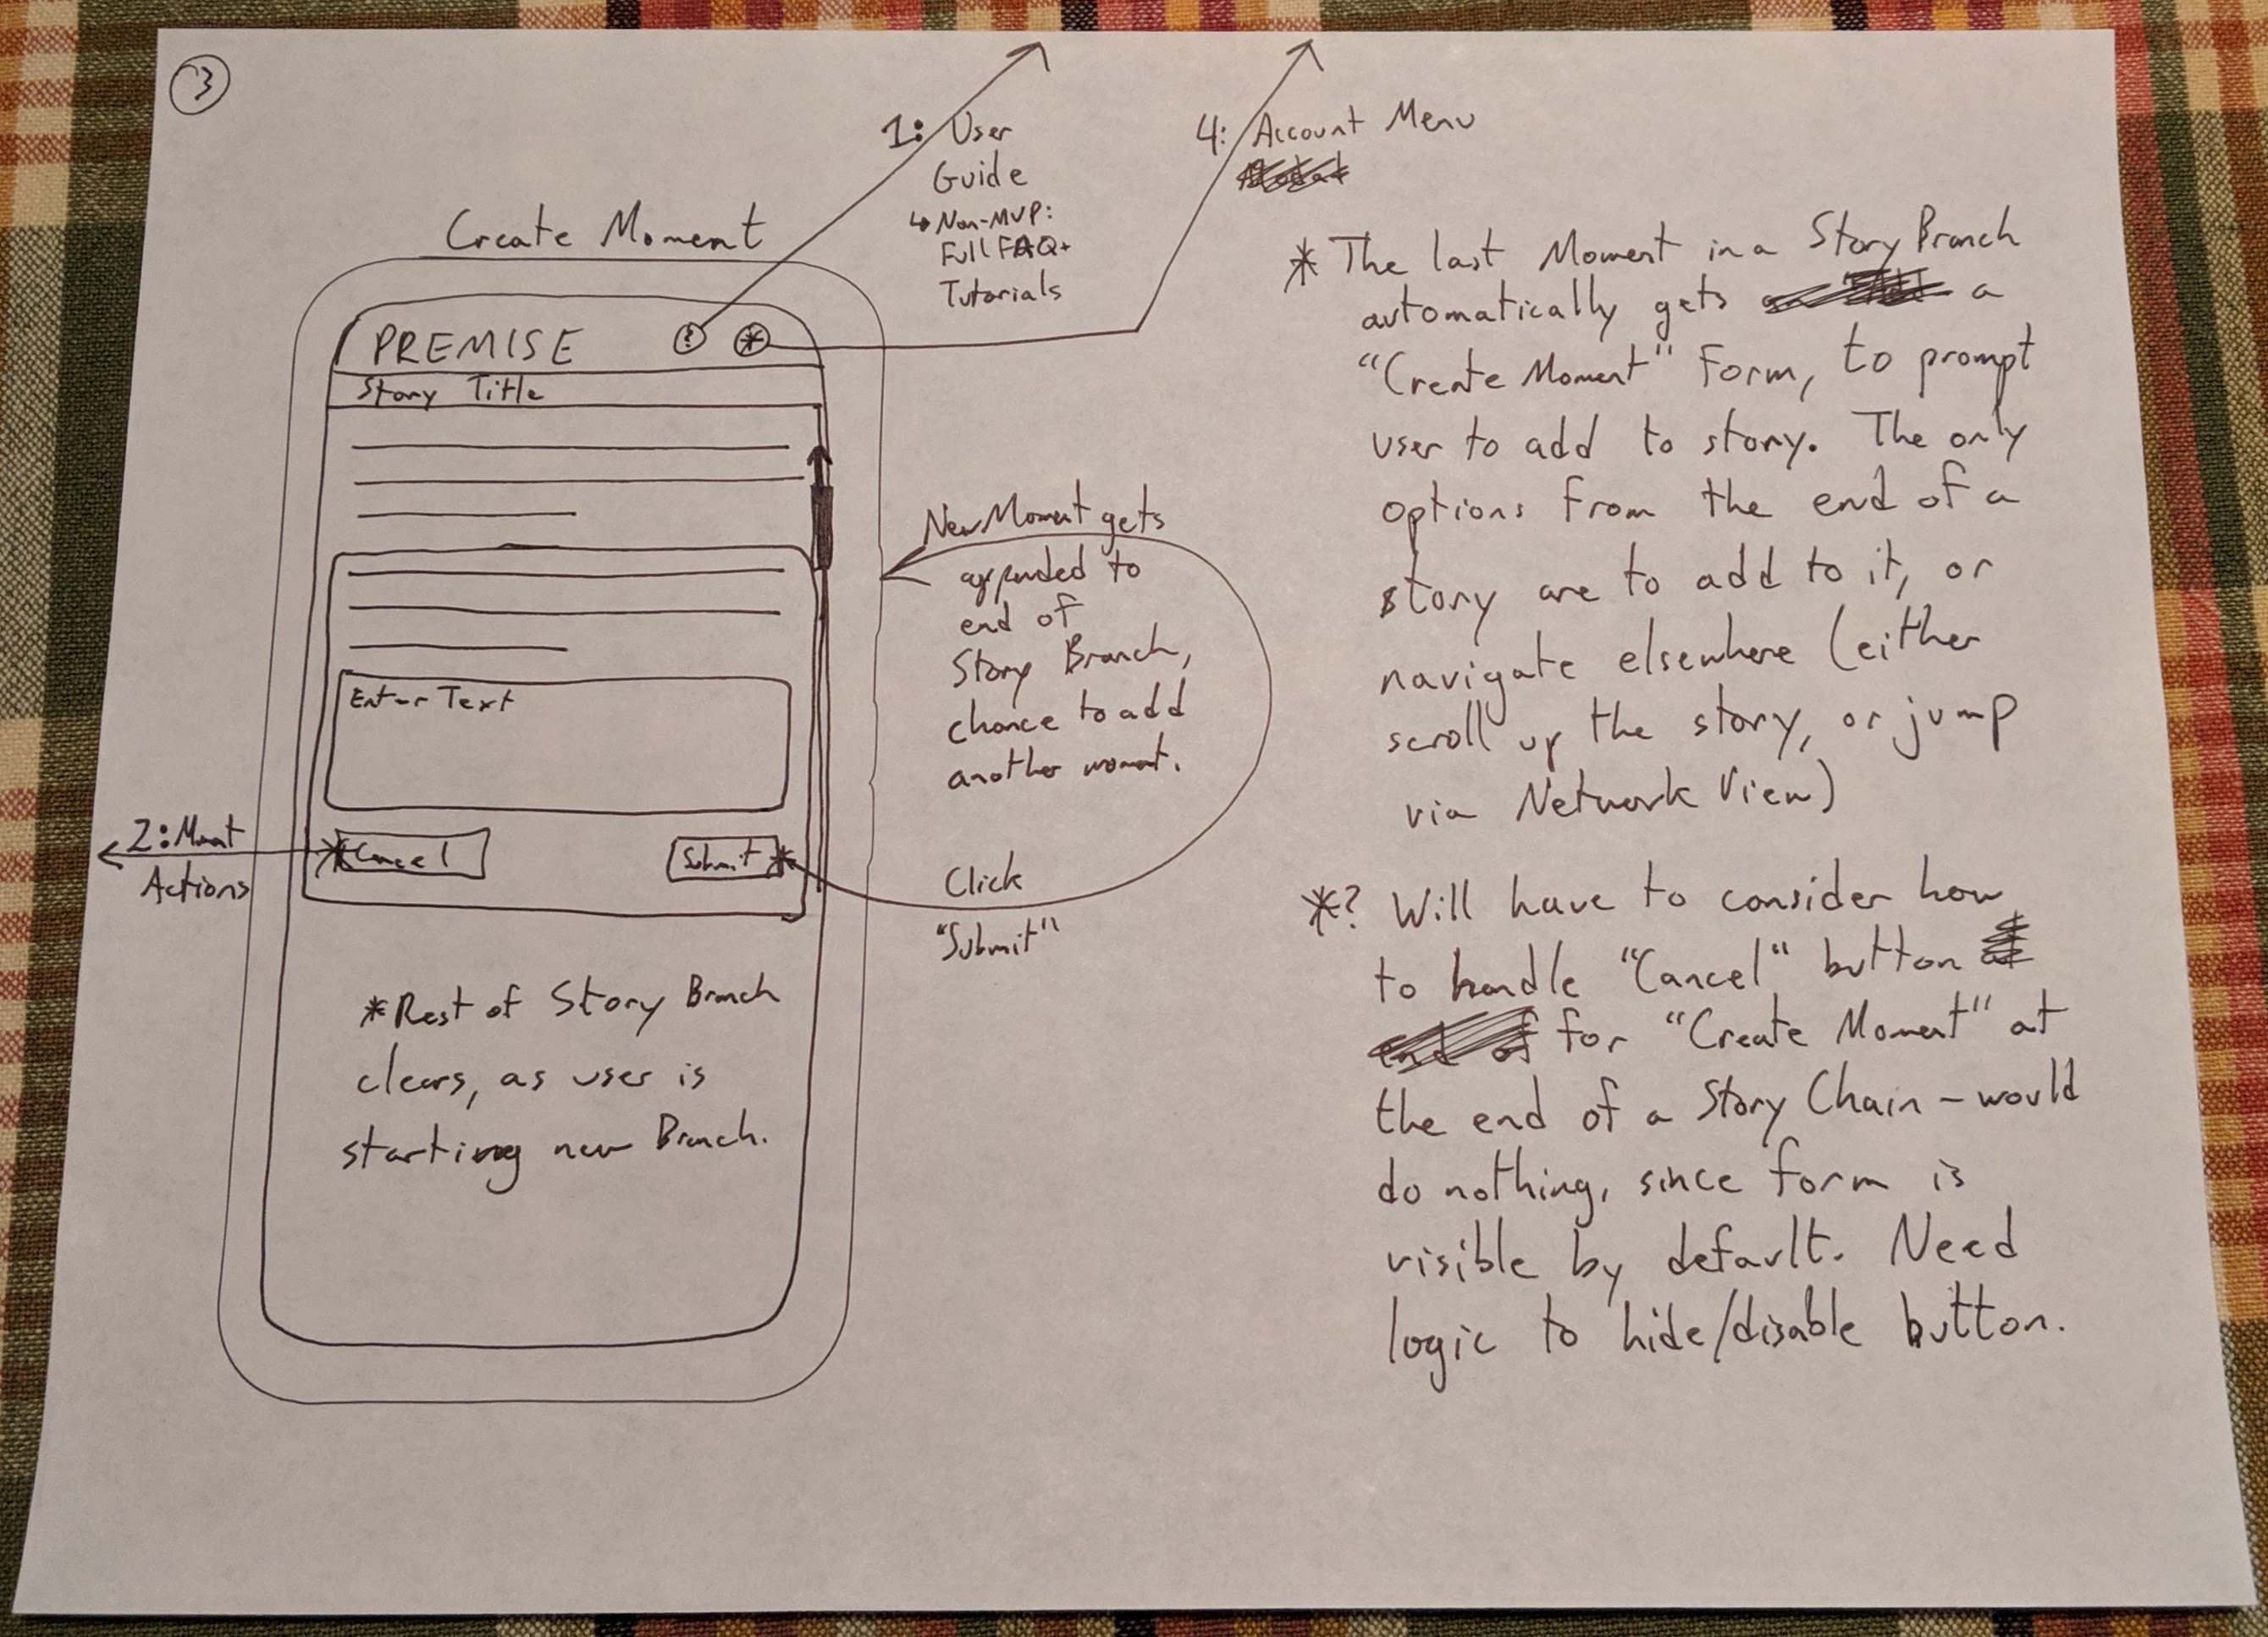 3
1: User
Guide
↳ Non-MVP:
Full FAQ+
Tutorials
4: Account Menu
Create Moment
PREMISE ? *
Story Title
Enter Text
Cancel
Submit
2: Momt
Actions
*Rest of Story Branch
clears, as user is
starting new Branch.
New Moment gets
appended to
end of
Story Branch,
chance to add
another moment.
Click
"Submit"
* The last Moment in a Story Branch
automatically gets a
"Create Moment" Form, to prompt
user to add to story. The only
options from the end of a
story are to add to it, or
navigate elsewhere (either
scroll up the story, or jump
via Network View)
*? Will have to consider how
to handle "Cancel" button
end of for "Create Moment" at
the end of a Story Chain – would
do nothing, since form is
visible by default. Need
logic to hide/disable button.